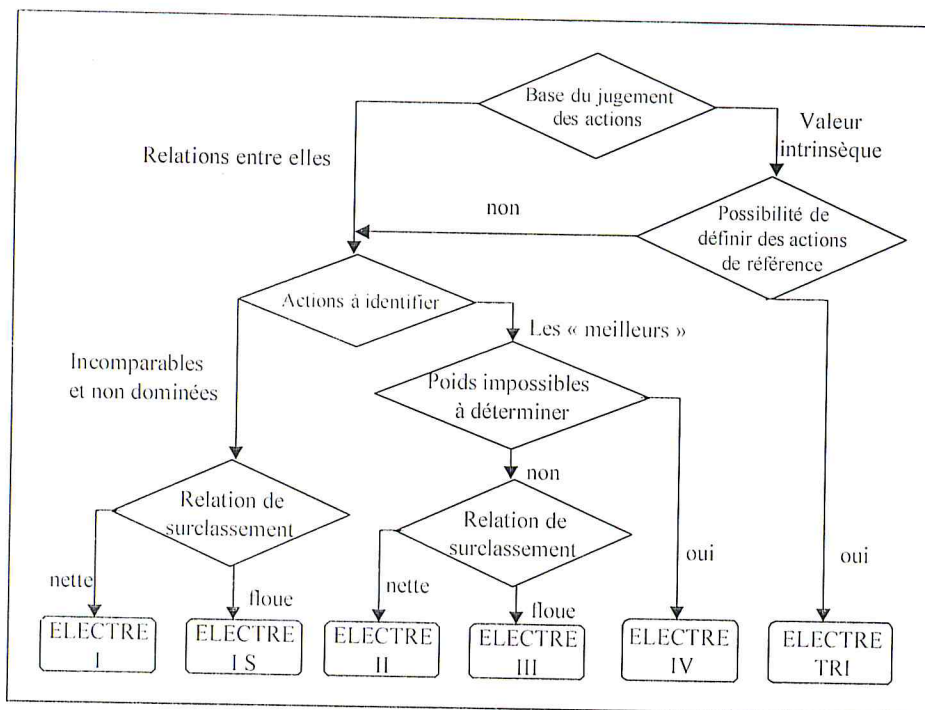 Base du jugement
des actions
Valeur
intrinsèque
Relations entre elles
non
Possibilité de
définir des actions
de référence
Actions à identifier
Les « meilleurs »
Incomparables
et non dominées
Poids impossibles
à déterminer
non
Relation de
surclassement
Relation de
surclassement
oui
oui
nette
floue
nette
floue
ELECTRE
I
ELECTRE
I S
ELECTRE
II
ELECTRE
III
ELECTRE
IV
ELECTRE
TRI